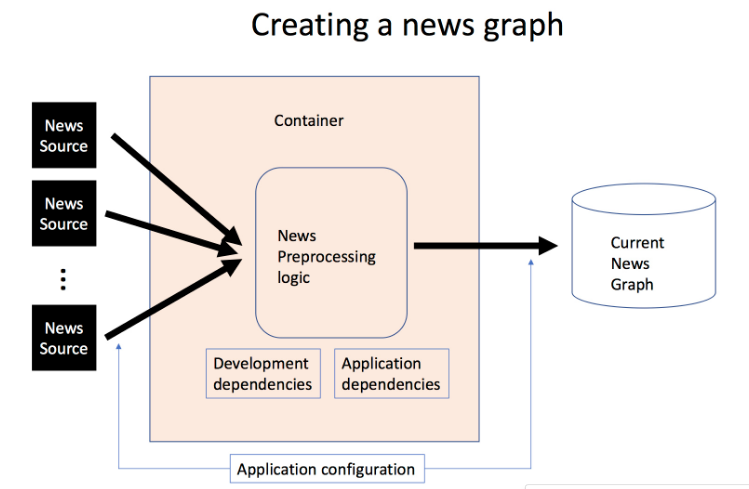 Creating a news graph
Container
News
Source
News
Source
News
Source
News
Preprocessing
logic
Current
News
Graph
Development
dependencies
Application
dependencies
Application configuration